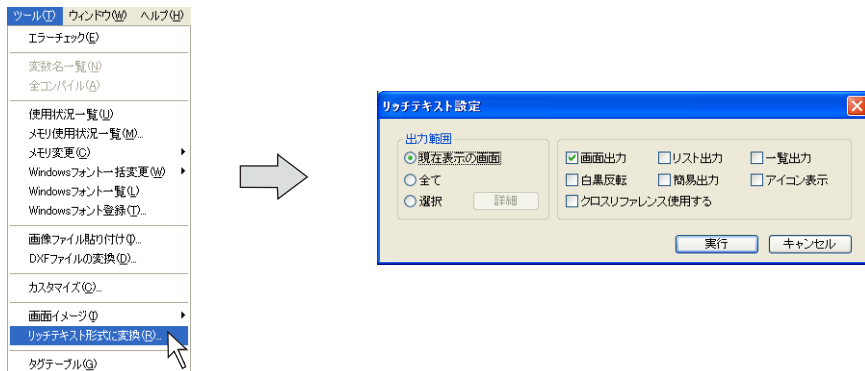 ツール(T) ウィンドウ(W) ヘルプ(H)
エラーチェック(E)
変数名一覧(N)
全コンパイル(A)
使用状況一覧(U)
メモリ使用状況一覧(M)...
メモリ変更(C)
Windowsフォント一括変更(W)
Windowsフォント一覧(L)
Windowsフォント登録(T)...
画像ファイル貼り付け(I)...
DXFファイルの変換(D)...
カスタマイズ(C)...
画面イメージ(I)
リッチテキスト形式に変換(R)...
タグテーブル(G)
リッチテキスト設定
出力範囲
現在表示の画面
全て
選択 詳細
画面出力 リスト出力 一覧出力
白黒反転 簡易出力 アイコン表示
クロスリファレンス使用する
実行 キャンセル